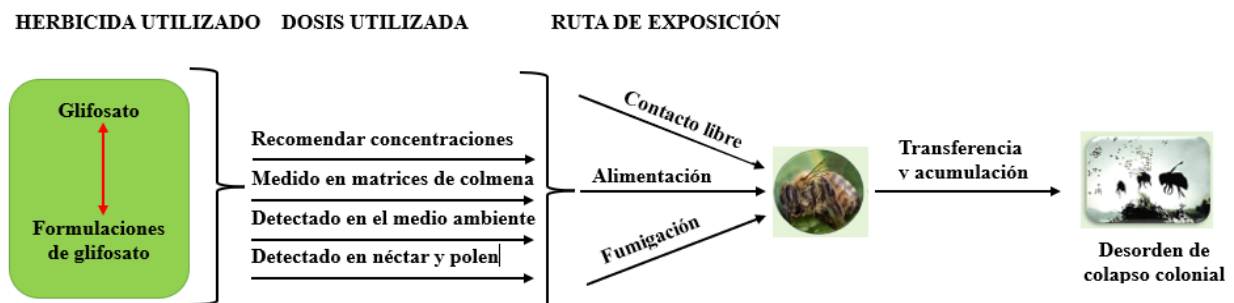 HERBICIDA UTILIZADO
DOSIS UTILIZADA
RUTA DE EXPOSICIÓN
Glifosato
Formulaciones
de glifosato
Recomendar concentraciones
Medido en matrices de colmena
Detectado en el medio ambiente
Detectado en néctar y polen
Contacto libre
Alimentación
Fumigación
Transferencia
y acumulación
Desorden de
colapso colonial